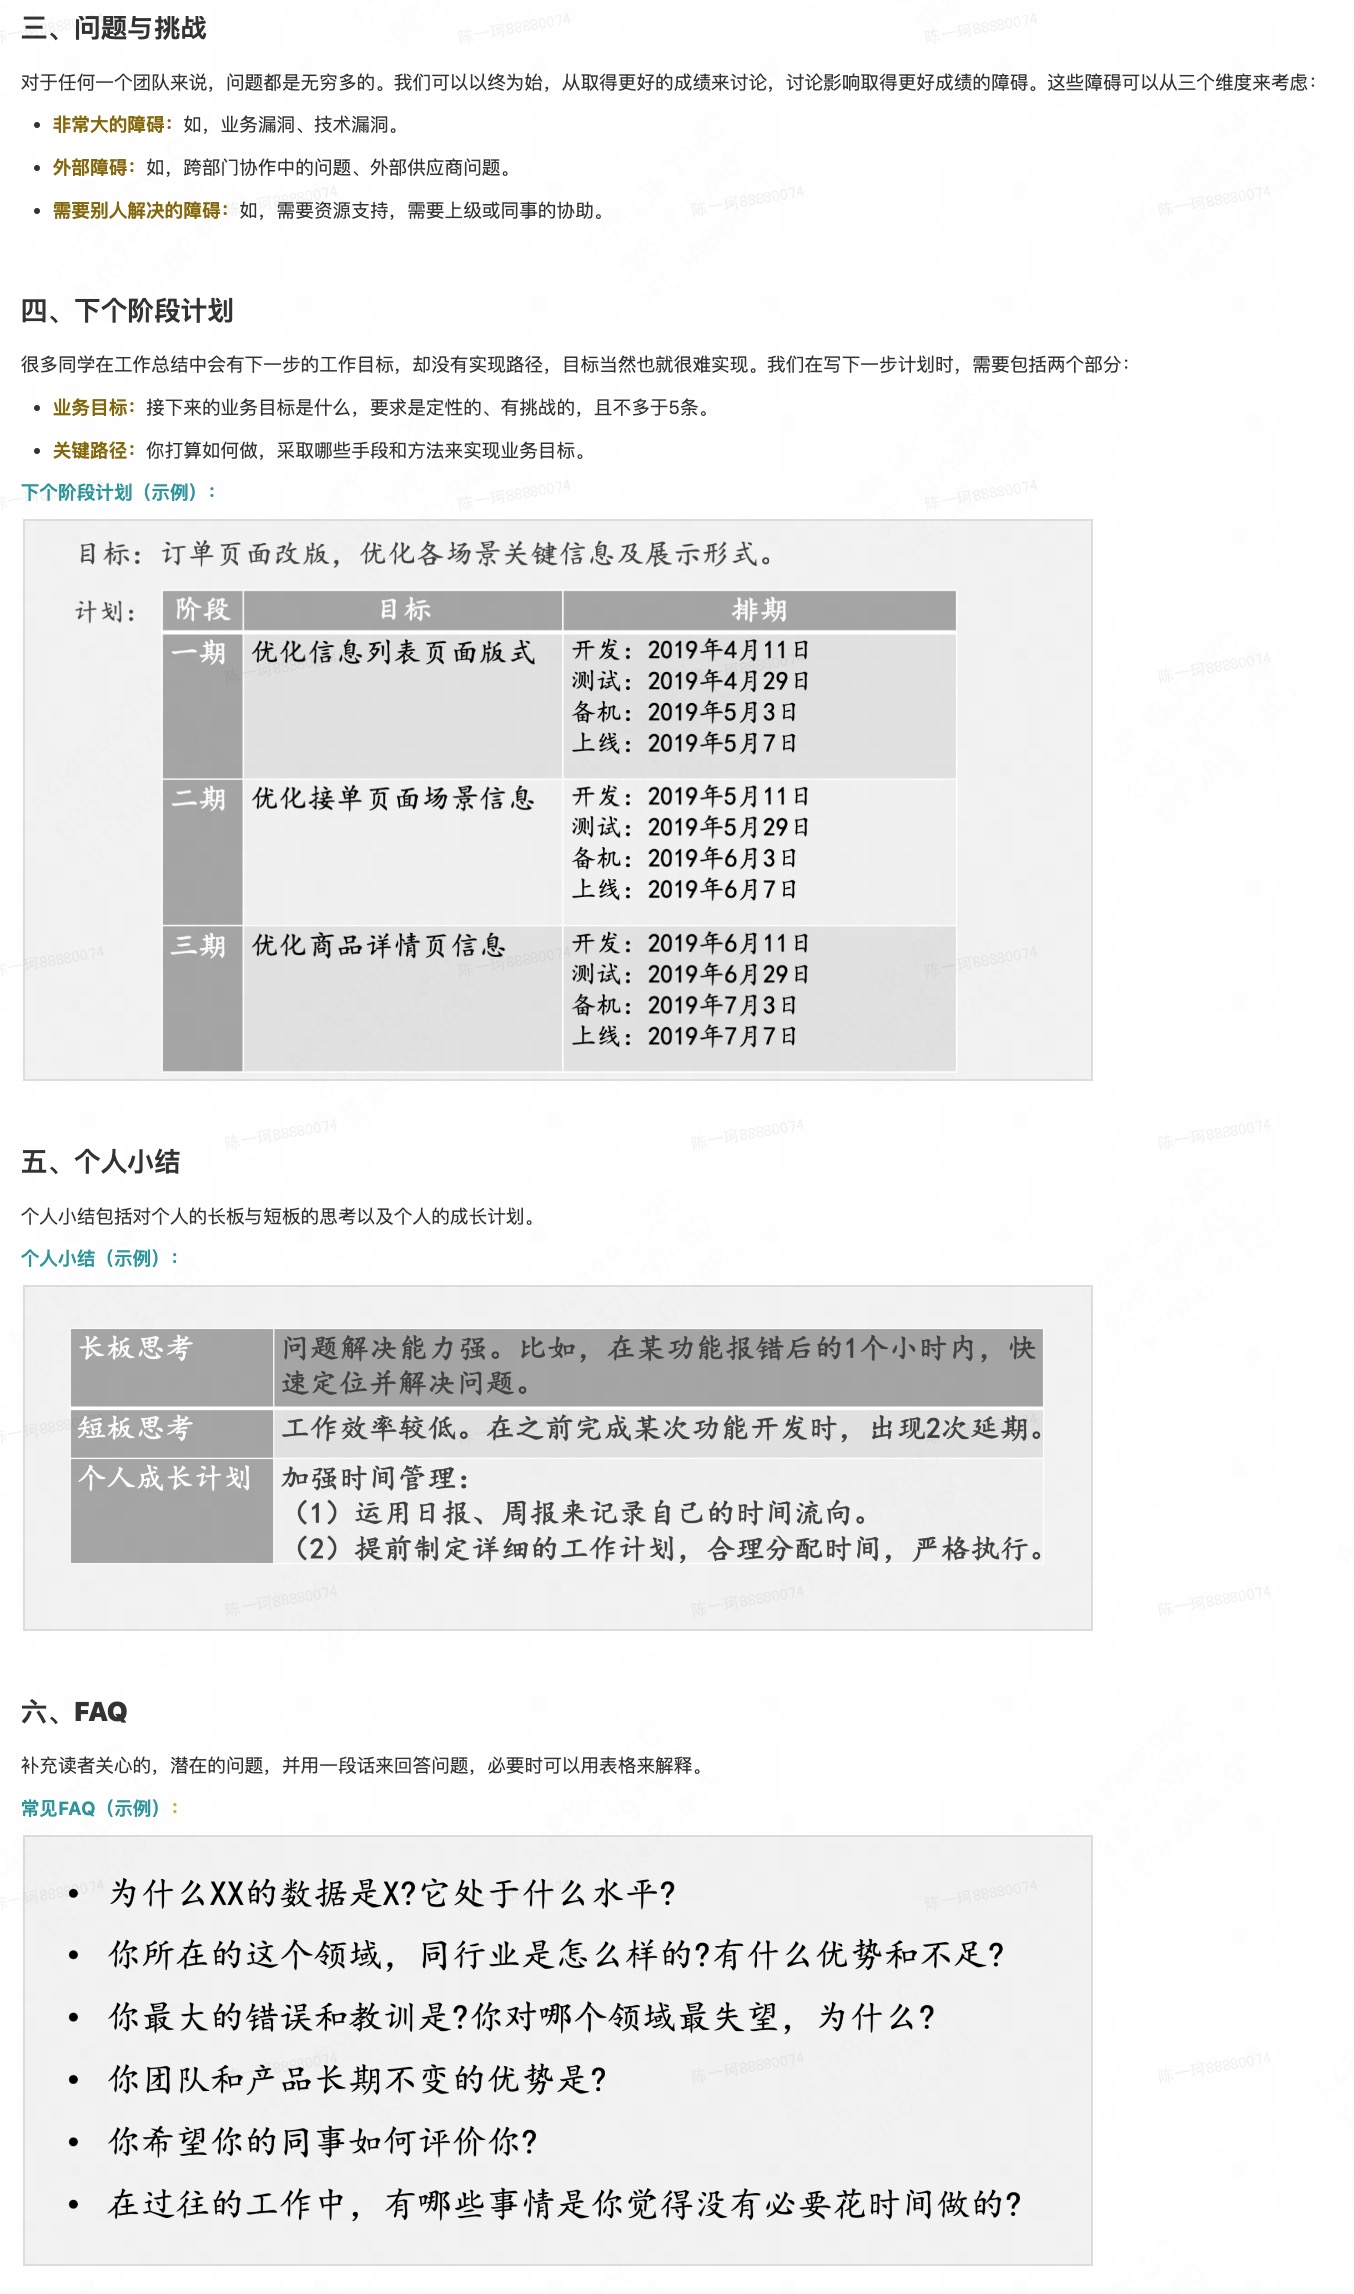 三、问题与挑战
对于任何一个团队来说，问题都是无穷多的。我们可以以终为始，从取得更好的成绩来讨论，讨论影响取得更好成绩的障碍。这些障碍可以从三个维度来考虑：
• 非常大的障碍：如，业务漏洞、技术漏洞。
• 外部障碍：如，跨部门协作中的问题、外部供应商问题。
• 需要别人解决的障碍：如，需要资源支持，需要上级或同事的协助。
四、下个阶段计划
很多同学在工作总结中会有下一步的工作目标，却没有实现路径，目标当然也就很难实现。我们在写下一步计划时，需要包括两个部分：
• 业务目标：接下来的业务目标是什么，要求是定性的、有挑战的，且不多于5条。
• 关键路径：你打算如何做，采取哪些手段和方法来实现业务目标。
下个阶段计划（示例）：
目标：订单页面改版，优化各场景关键信息及展示形式。
计划：
阶段 目标 排期
一期 优化信息列表页面版式 开发：2019年4月11日
测试：2019年4月29日
备机：2019年5月3日
上线：2019年5月7日
二期 优化接单页面场景信息 开发：2019年5月11日
测试：2019年5月29日
备机：2019年6月3日
上线：2019年6月7日
三期 优化商品详情页信息 开发：2019年6月11日
测试：2019年6月29日
备机：2019年7月3日
上线：2019年7月7日
五、个人小结
个人小结包括对个人的长板与短板的思考以及个人的成长计划。
个人小结（示例）：
长板思考 问题解决能力强。比如，在某功能报错后的1个小时内，快
速定位并解决问题。
短板思考 工作效率较低。在之前完成某次功能开发时，出现2次延期。
个人成长计划 加强时间管理：
（1）运用日报、周报来记录自己的时间流向。
（2）提前制定详细的工作计划，合理分配时间，严格执行。
六、FAQ
补充读者关心的，潜在的问题，并用一段话来回答问题，必要时可以用表格来解释。
常见FAQ（示例）：
• 为什么XX的数据是X?它处于什么水平?
• 你所在的这个领域，同行业是怎么样的?有什么优势和不足?
• 你最大的错误和教训是?你对哪个领域最失望，为什么?
• 你团队和产品长期不变的优势是?
• 你希望你的同事如何评价你?
• 在过往的工作中，有哪些事情是你觉得没有必要花时间做的?
陈一珂88880074